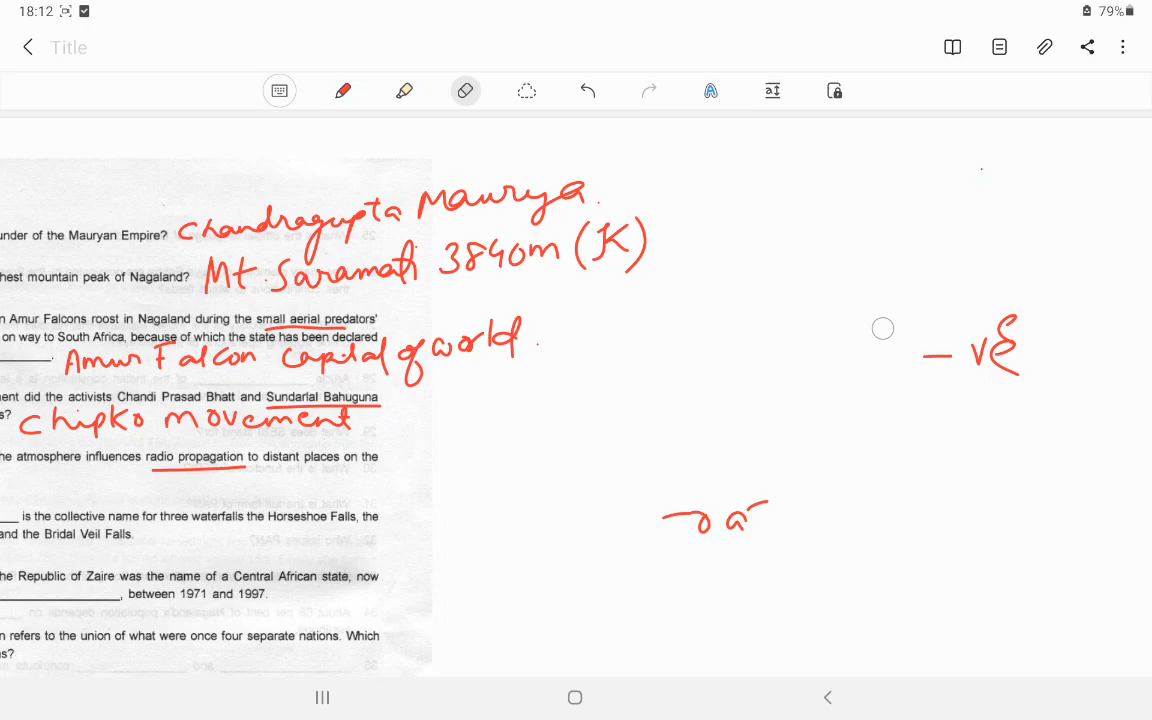 18:12 79%
Title
Chandragupta Maurya.
under of the Mauryan Empire?
hest mountain peak of Nagaland? Mt. Saramati 3840m (K)
n Amur Falcons roost in Nagaland during the small aerial predators'
on way to South Africa, because of which the state has been declared
________. Amur Falcon Capital of world.
ent did the activists Chandi Prasad Bhatt and Sundarlal Bahuguna
s? Chipko movement
he atmosphere influences radio propagation to distant places on the
___ is the collective name for three waterfalls the Horseshoe Falls, the
and the Bridal Veil Falls.
he Republic of Zaire was the name of a Central African state, now
____________________, between 1971 and 1997.
n refers to the union of what were once four separate nations. Which
ns?